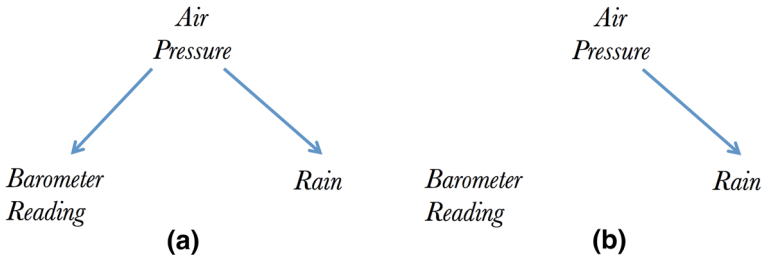 Air
Pressure
Barometer
Reading
Rain
(a)
Air
Pressure
Barometer
Reading
Rain
(b)